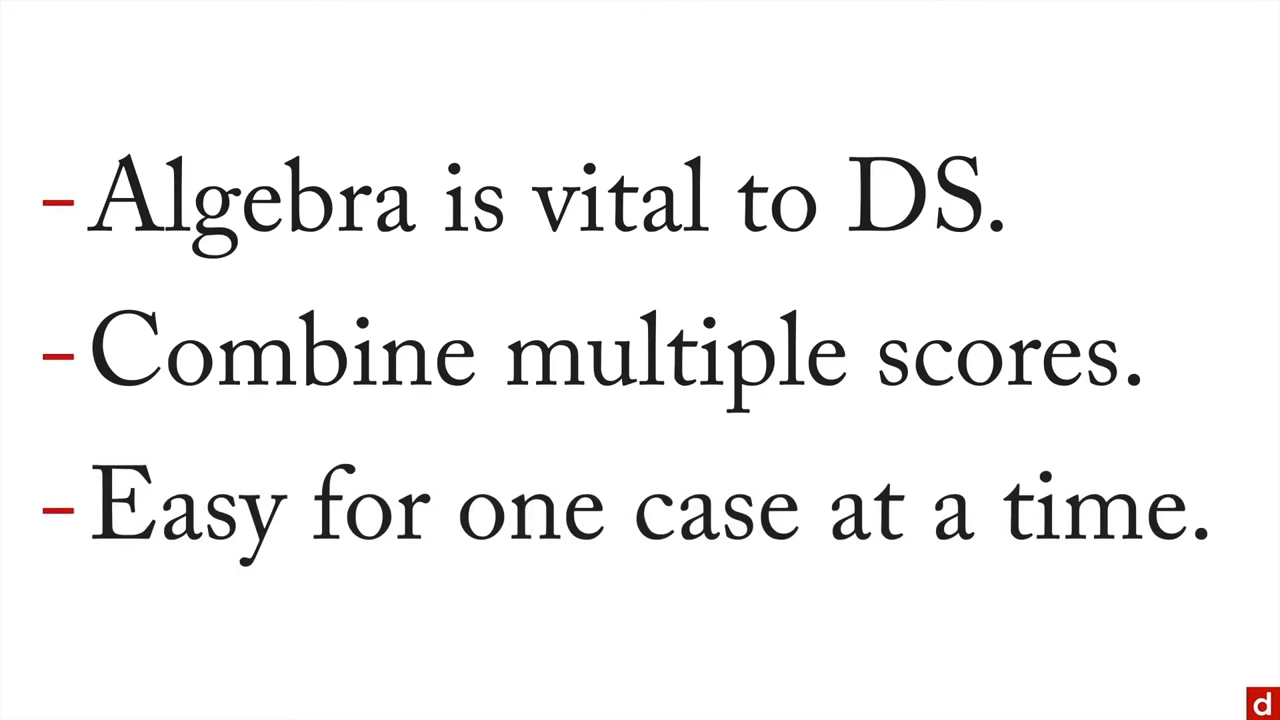 - Algebra is vital to DS.
- Combine multiple scores.
- Easy for one case at a time.
d